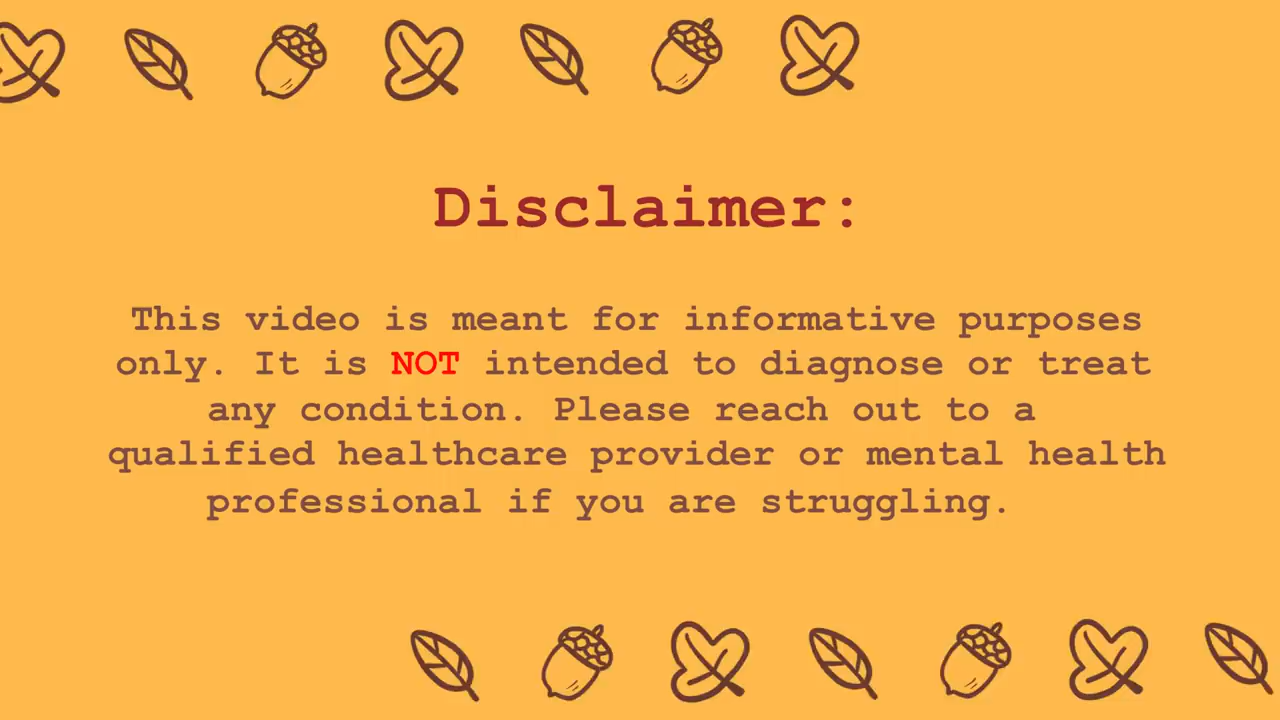 Disclaimer:
This video is meant for informative purposes
only. It is NOT intended to diagnose or treat
any condition. Please reach out to a
qualified healthcare provider or mental health
professional if you are struggling.